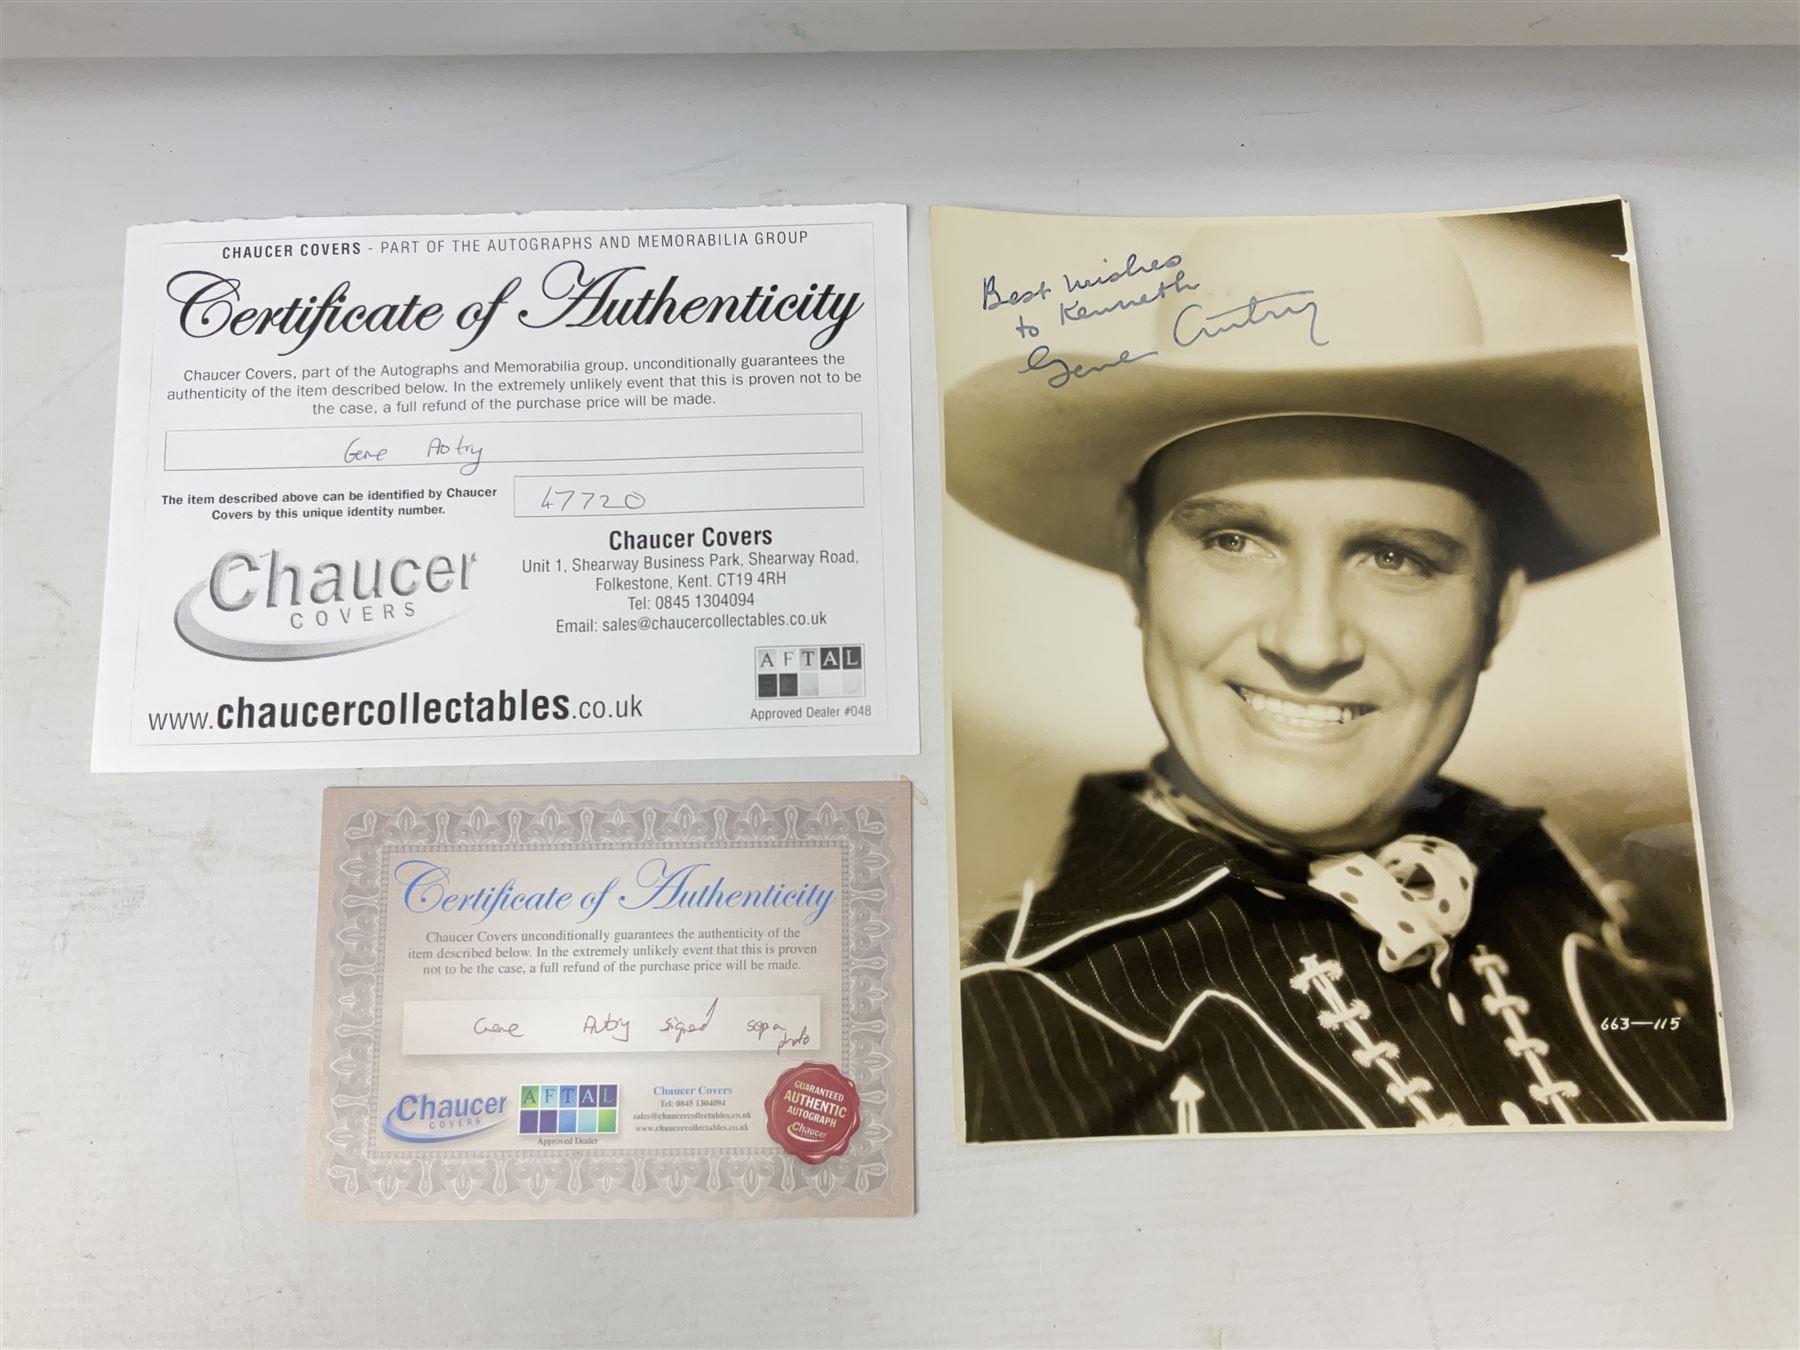 CHAUCER COVERS - PART OF THE AUTOGRAPHS AND MEMORABILIA GROUP
Certificate of Authenticity
Chaucer Covers, part of the Autographs and Memorabilia group, unconditionally guarantees the
authenticity of the item described below. In the extremely unlikely event that this is proven not to be
the case, a full refund of the purchase price will be made.
Gene Autry
The item described above can be identified by Chaucer
Covers by this unique identity number.
47720
Chaucer
COVERS
Chaucer Covers
Unit 1, Shearway Business Park, Shearway Road,
Folkestone, Kent. CT19 4RH
Tel: 0845 1304094
Email: sales@chaucercollectables.co.uk
AFTAL
Approved Dealer #048
www.chaucercollectables.co.uk
Certificate of Authenticity
Chaucer Covers unconditionally guarantees the authenticity of the
item described below. In the extremely unlikely event that this is proven
not to be the case, a full refund of the purchase price will be made.
Gene Autry signed sepia
photo
Chaucer
COVERS
AFTAL
Approved Dealer
Chaucer Covers
Tel: 0845 1304094
sales@chaucercollectables.co.uk
www.chaucercollectables.co.uk
GUARANTEED
AUTHENTIC
AUTOGRAPH
Chaucer
Best wishes
to Kenneth
Gene Autry
663-115